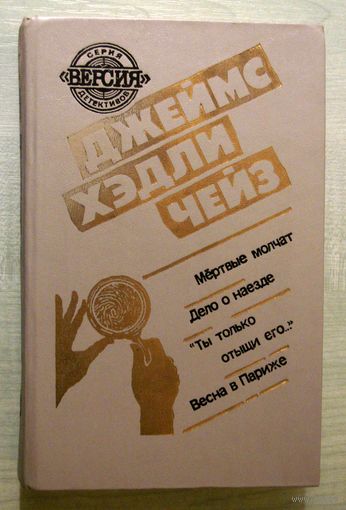 СЕРИЯ
«ВЕРСИЯ»
ДЕТЕКТИВОВ
ДЖЕЙМС
ХЭДЛИ
ЧЕЙЗ
Мёртвые молчат
Дело о наезде
"Ты только
отыщи его..."
Весна в Париже